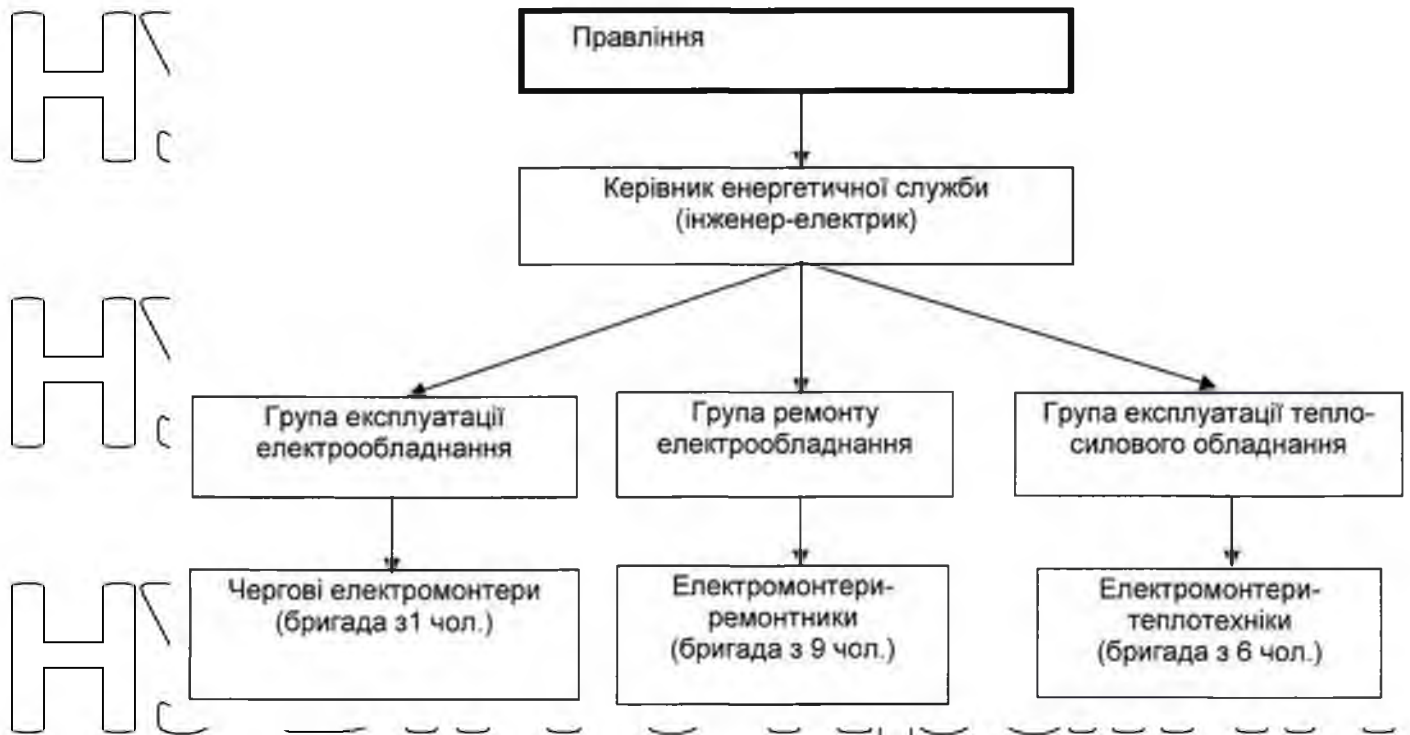 Правління
Керівник енергетичної служби
(інженер-електрик)
Група експлуатації
електрообладнання
Група ремонту
електрообладнання
Група експлуатації тепло-
силового обладнання
Чергові електромонтери
(бригада з1 чол.)
Електромонтери-
ремонтники
(бригада з 9 чол.)
Електромонтери-
теплотехніки
(бригада з 6 чол.)